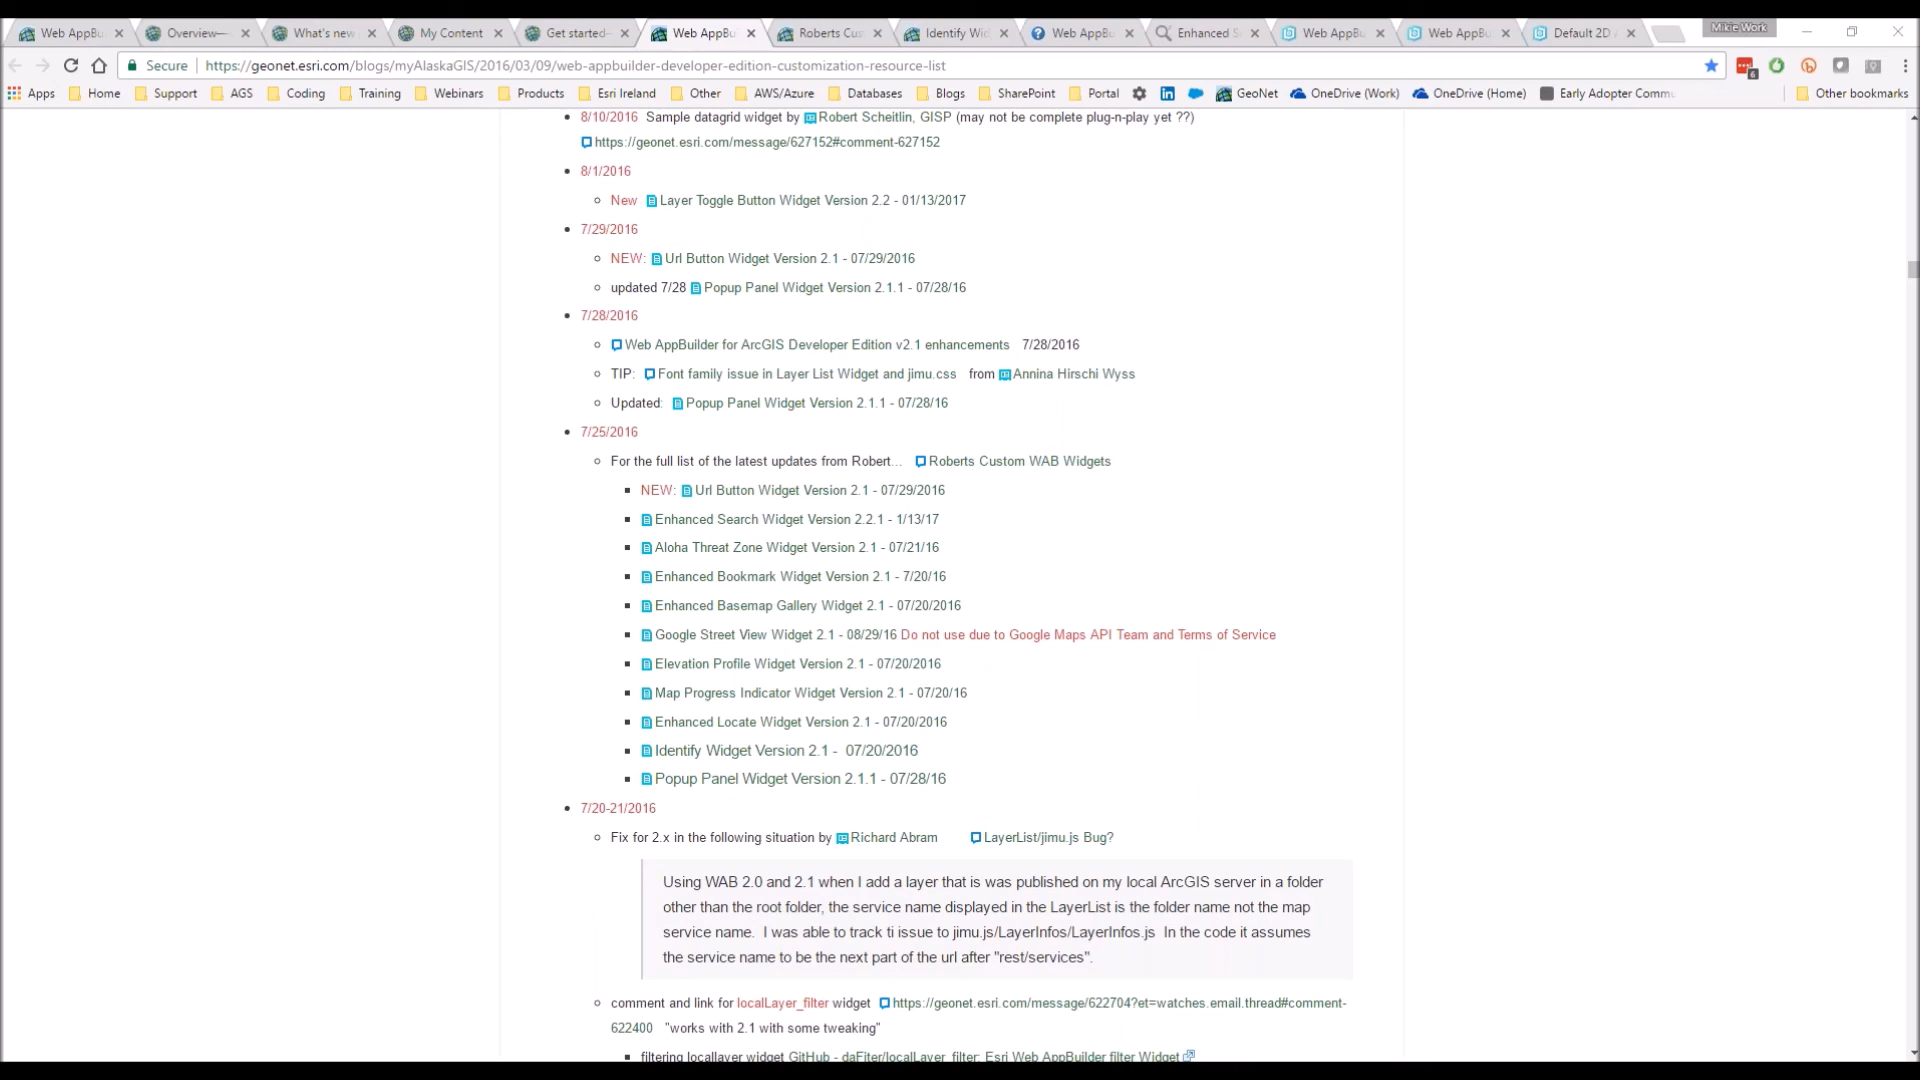 Web AppBu
Overview—
What's new
My Content
Get started-
Web AppBu
Roberts Cus
Identify Wid
Web AppBu
Enhanced S
Web AppBu
Web AppBu
Default 2D
Mikie Work
Secure https://geonet.esri.com/blogs/myAlaskaGIS/2016/03/09/web-appbuilder-developer-edition-customization-resource-list
6
Apps Home Support AGS Coding Training Webinars Products Esri Ireland Other AWS/Azure Databases Blogs SharePoint Portal GeoNet OneDrive (Work) OneDrive (Home) Early Adopter Commu Other bookmarks
8/10/2016 Sample datagrid widget by Robert Scheitlin, GISP (may not be complete plug-n-play yet ??)
https://geonet.esri.com/message/627152#comment-627152
8/1/2016
New Layer Toggle Button Widget Version 2.2 - 01/13/2017
7/29/2016
NEW: Url Button Widget Version 2.1 - 07/29/2016
updated 7/28 Popup Panel Widget Version 2.1.1 - 07/28/16
7/28/2016
Web AppBuilder for ArcGIS Developer Edition v2.1 enhancements 7/28/2016
TIP: Font family issue in Layer List Widget and jimu.css from Annina Hirschi Wyss
Updated: Popup Panel Widget Version 2.1.1 - 07/28/16
7/25/2016
For the full list of the latest updates from Robert... Roberts Custom WAB Widgets
NEW: Url Button Widget Version 2.1 - 07/29/2016
Enhanced Search Widget Version 2.2.1 - 1/13/17
Aloha Threat Zone Widget Version 2.1 - 07/21/16
Enhanced Bookmark Widget Version 2.1 - 7/20/16
Enhanced Basemap Gallery Widget 2.1 - 07/20/2016
Google Street View Widget 2.1 - 08/29/16 Do not use due to Google Maps API Team and Terms of Service
Elevation Profile Widget Version 2.1 - 07/20/2016
Map Progress Indicator Widget Version 2.1 - 07/20/16
Enhanced Locate Widget Version 2.1 - 07/20/2016
Identify Widget Version 2.1 - 07/20/2016
Popup Panel Widget Version 2.1.1 - 07/28/16
7/20-21/2016
Fix for 2.x in the following situation by Richard Abram LayerList/jimu.js Bug?
Using WAB 2.0 and 2.1 when I add a layer that is was published on my local ArcGIS server in a folder
other than the root folder, the service name displayed in the LayerList is the folder name not the map
service name. I was able to track ti issue to jimu.js/LayerInfos/LayerInfos.js In the code it assumes
the service name to be the next part of the url after "rest/services".
comment and link for localLayer_filter widget https://geonet.esri.com/message/622704?et=watches.email.thread#comment-
622400 "works with 2.1 with some tweaking"
filtering locallayer widget GitHub - daFiter/localLayer_filter: Esri Web AppBuilder filter Widget